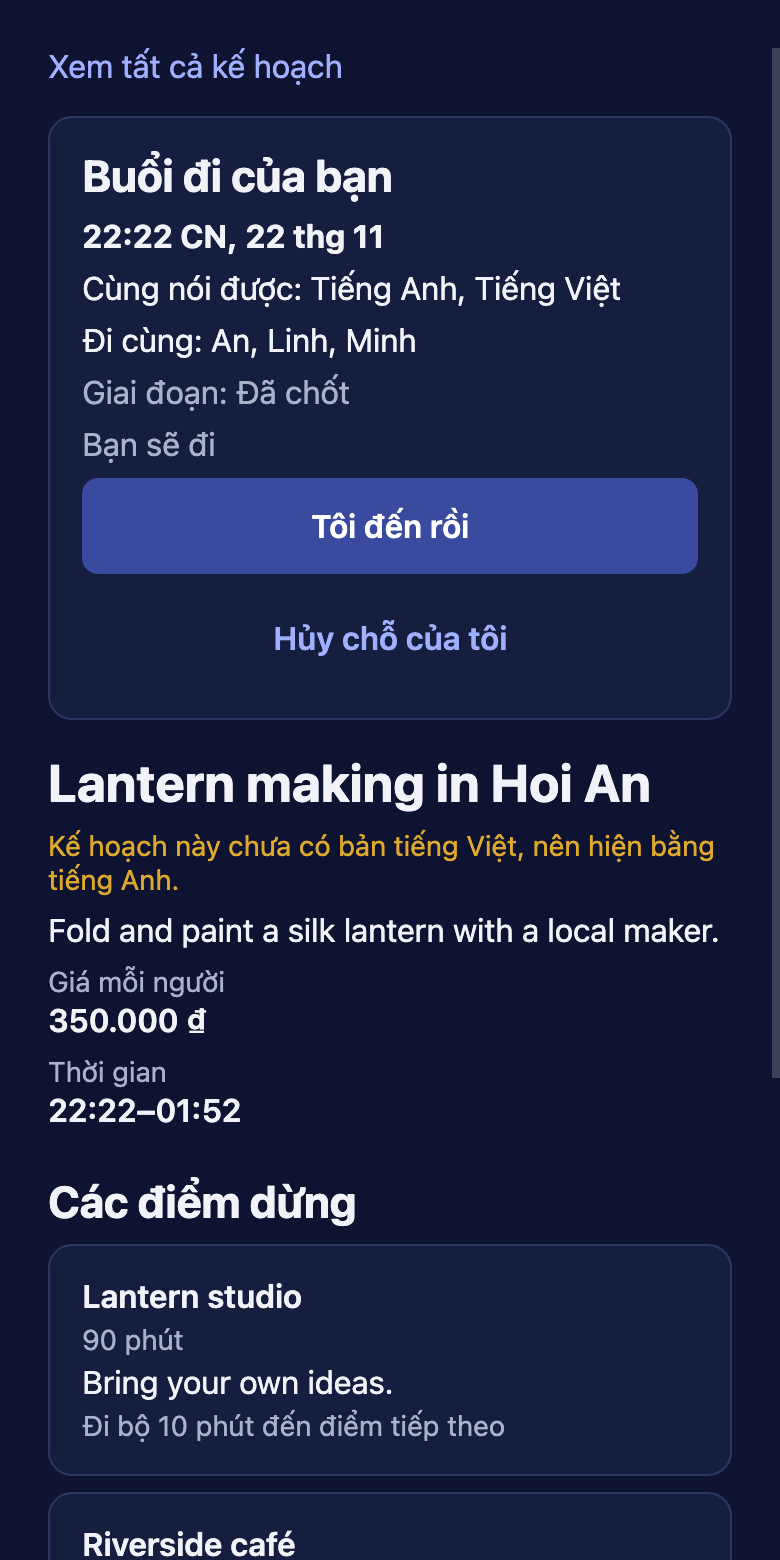 Xem tất cả kế hoạch
Buổi đi của bạn
22:22 CN, 22 thg 11
Cùng nói được: Tiếng Anh, Tiếng Việt
Đi cùng: An, Linh, Minh
Giai đoạn: Đã chốt
Bạn sẽ đi
Tôi đến rồi
Hủy chỗ của tôi
Lantern making in Hoi An
Kế hoạch này chưa có bản tiếng Việt, nên hiện bằng
tiếng Anh.
Fold and paint a silk lantern with a local maker.
Giá mỗi người
350.000 ₫
Thời gian
22:22–01:52
Các điểm dừng
Lantern studio
90 phút
Bring your own ideas.
Đi bộ 10 phút đến điểm tiếp theo
Riverside café